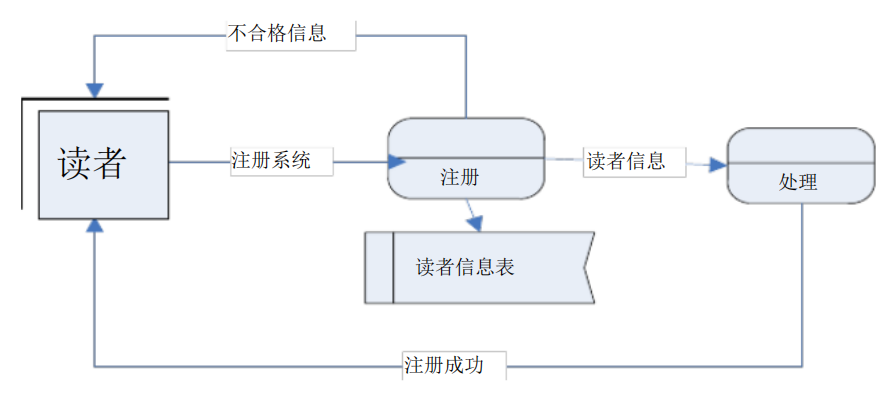 不合格信息
读者
注册系统
注册
读者信息
处理
读者信息表
注册成功